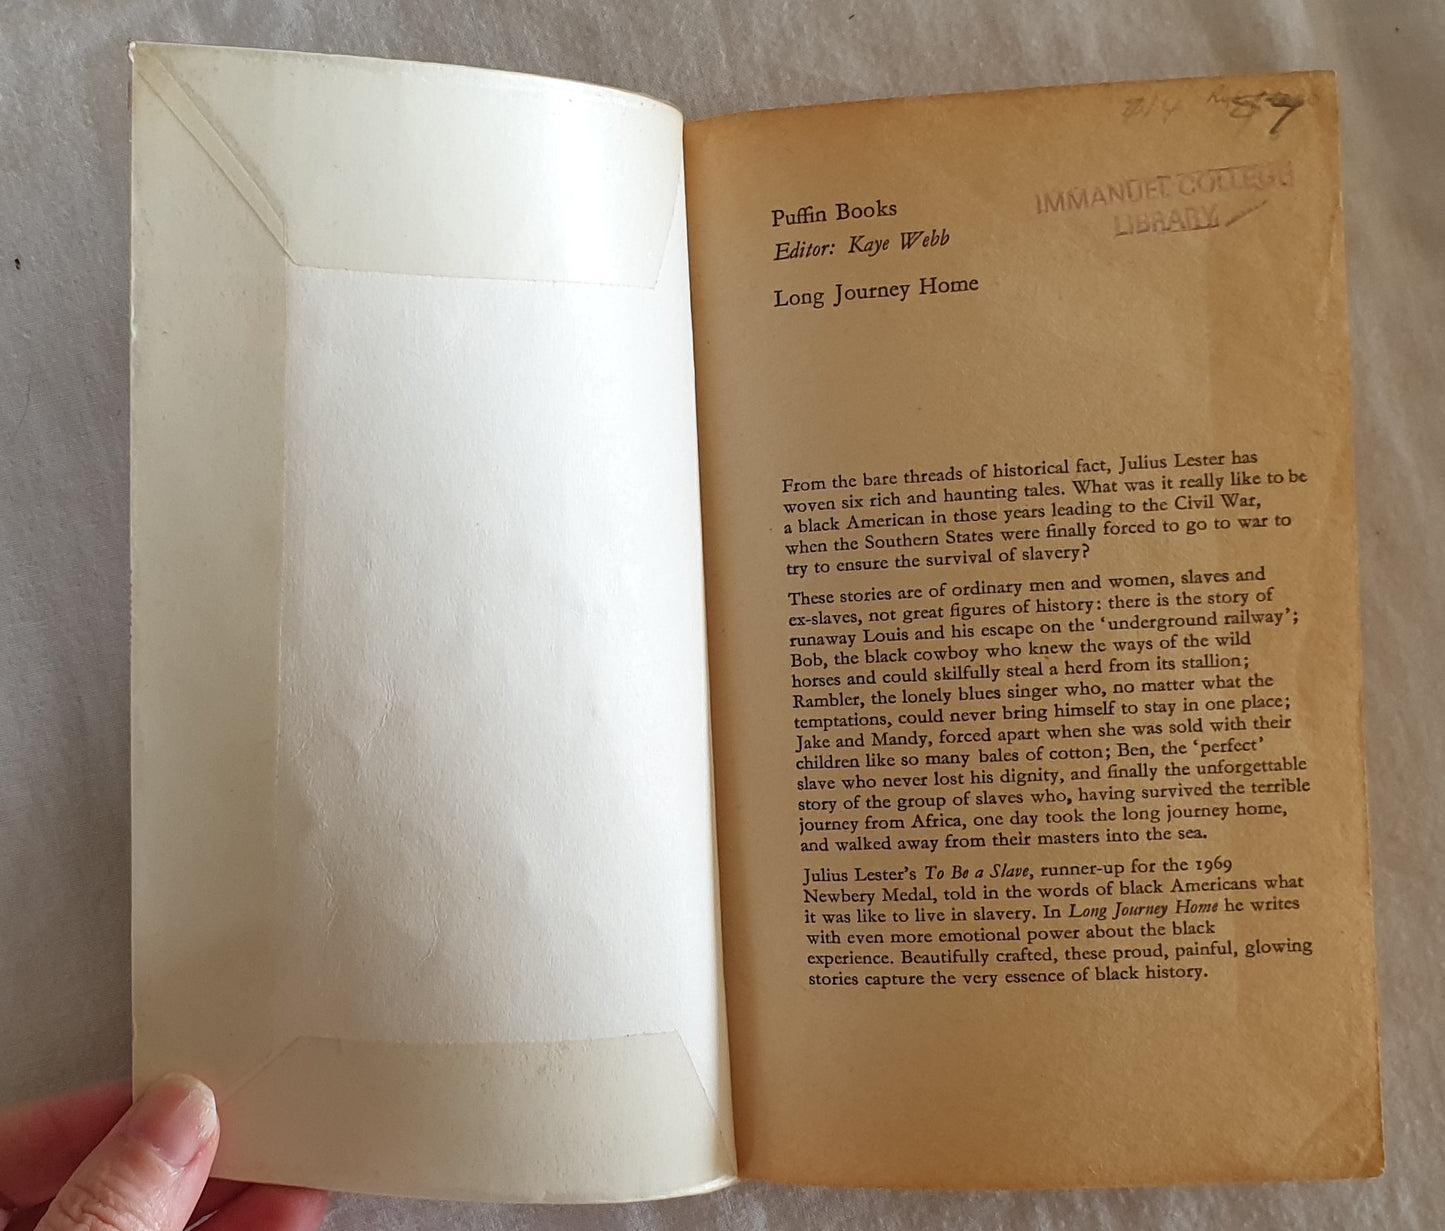 IMMANUEL COLLEGE
LIBRARY
Puffin Books
Editor: Kaye Webb
Long Journey Home
From the bare threads of historical fact, Julius Lester has
woven six rich and haunting tales. What was it really like to be
a black American in those years leading to the Civil War,
when the Southern States were finally forced to go to war to
try to ensure the survival of slavery?
These stories are of ordinary men and women, slaves and
ex-slaves, not great figures of history: there is the story of
runaway Louis and his escape on the ‘underground railway’;
Bob, the black cowboy who knew the ways of the wild
horses and could skilfully steal a herd from its stallion;
Rambler, the lonely blues singer who, no matter what the
temptations, could never bring himself to stay in one place;
Jake and Mandy, forced apart when she was sold with their
children like so many bales of cotton; Ben, the ‘perfect’
slave who never lost his dignity, and finally the unforgettable
story of the group of slaves who, having survived the terrible
journey from Africa, one day took the long journey home,
and walked away from their masters into the sea.
Julius Lester’s To Be a Slave, runner-up for the 1969
Newbery Medal, told in the words of black Americans what
it was like to live in slavery. In Long Journey Home he writes
with even more emotional power about the black
experience. Beautifully crafted, these proud, painful, glowing
stories capture the very essence of black history.